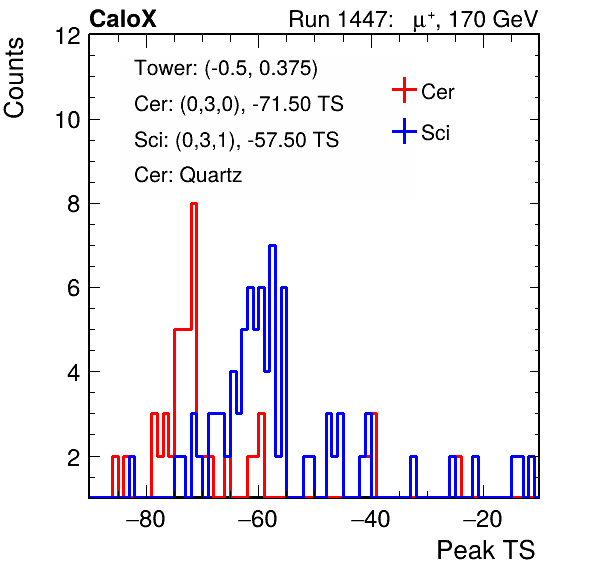 CaloX Run 1447: μ⁺, 170 GeV
Counts
12
10
8
6
4
2
Tower: (-0.5, 0.375)
Cer: (0,3,0), -71.50 TS
Sci: (0,3,1), -57.50 TS
Cer: Quartz
Cer
Sci
−80 −60 −40 −20
Peak TS